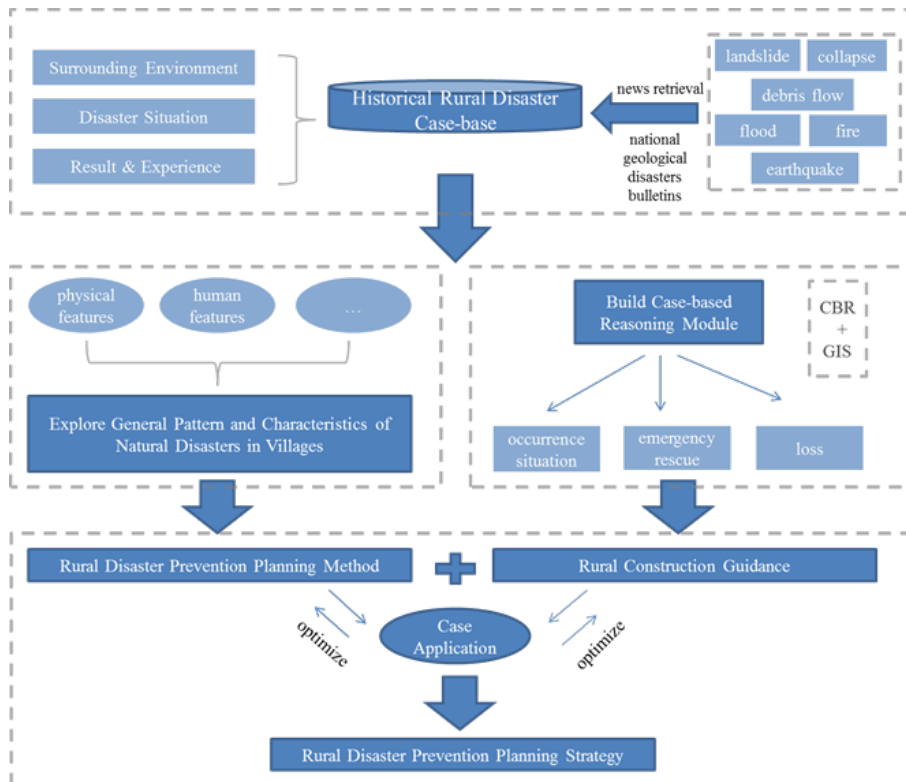 Surrounding Environment
Disaster Situation
Result & Experience
Historical Rural Disaster
Case-base
news retrieval
national
geological
disasters
bulletins
landslide
collapse
debris flow
flood
fire
earthquake
physical
features
human
features
…
Explore General Pattern and Characteristics of
Natural Disasters in Villages
Build Case-based
Reasoning Module
CBR
+
GIS
occurrence
situation
emergency
rescue
loss
Rural Disaster Prevention Planning Method
Rural Construction Guidance
optimize
Case
Application
optimize
Rural Disaster Prevention Planning Strategy